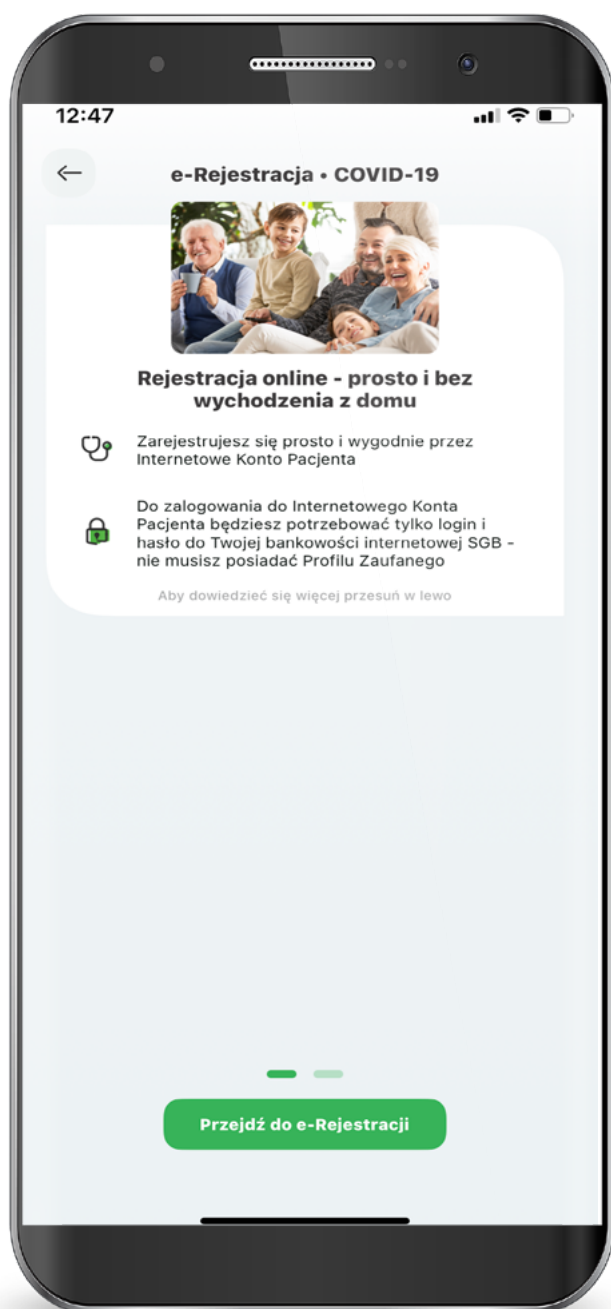 12:47
e-Rejestracja • COVID-19
Rejestracja online - prosto i bez
wychodzenia z domu
Zarejestrujesz się prosto i wygodnie przez
Internetowe Konto Pacjenta
Do zalogowania do Internetowego Konta
Pacjenta będziesz potrzebować tylko login i
hasło do Twojej bankowości internetowej SGB -
nie musisz posiadać Profilu Zaufanego
Aby dowiedzieć się więcej przesuń w lewo
Przejdź do e-Rejestracji